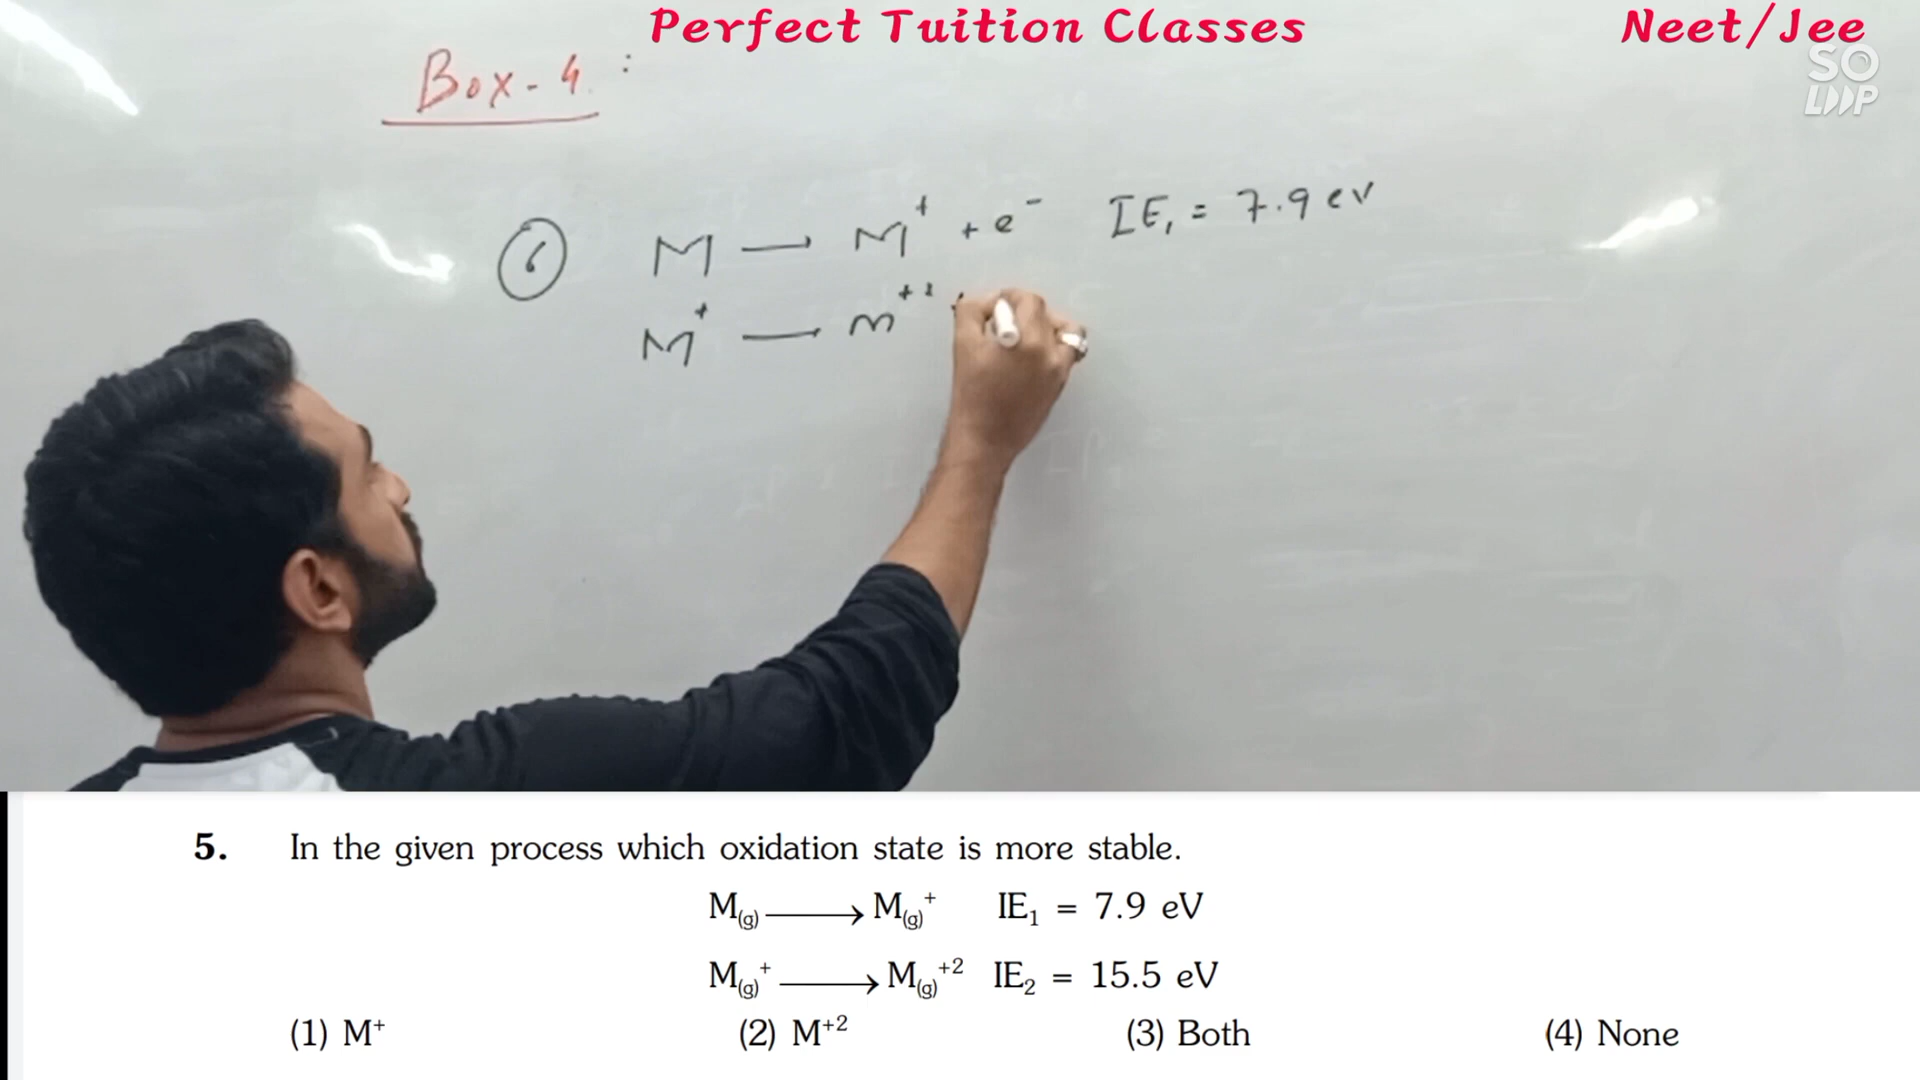 Perfect Tuition Classes
Neet/Jee
SO
LOOP
Box-4 :
6 M — M⁺ + e⁻ IE₁ = 7.9 eV
M⁺ — M⁺²
5. In the given process which oxidation state is more stable.
M(g) ⟶ M(g)⁺ IE₁ = 7.9 eV
M(g)⁺ ⟶ M(g)⁺² IE₂ = 15.5 eV
(1) M⁺ (2) M⁺² (3) Both (4) None